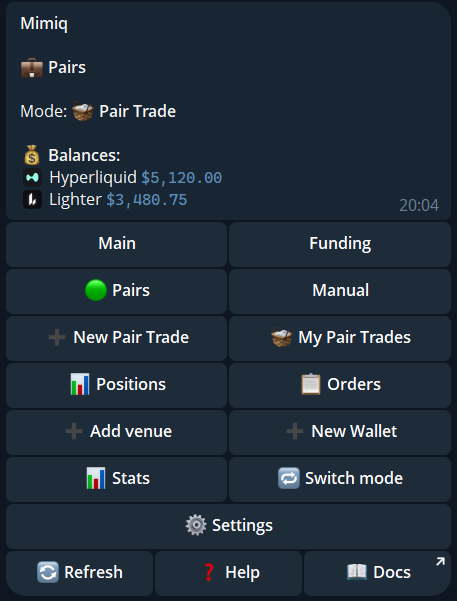 Mimiq
💼 Pairs
Mode: 🧺 Pair Trade
💰 Balances:
Hyperliquid $5,120.00
Lighter $3,480.75
20:04
Main
Funding
🟢 Pairs
Manual
➕ New Pair Trade
🧺 My Pair Trades
📊 Positions
📋 Orders
➕ Add venue
➕ New Wallet
📊 Stats
🔁 Switch mode
⚙️ Settings
🔄 Refresh
❓ Help
📖 Docs